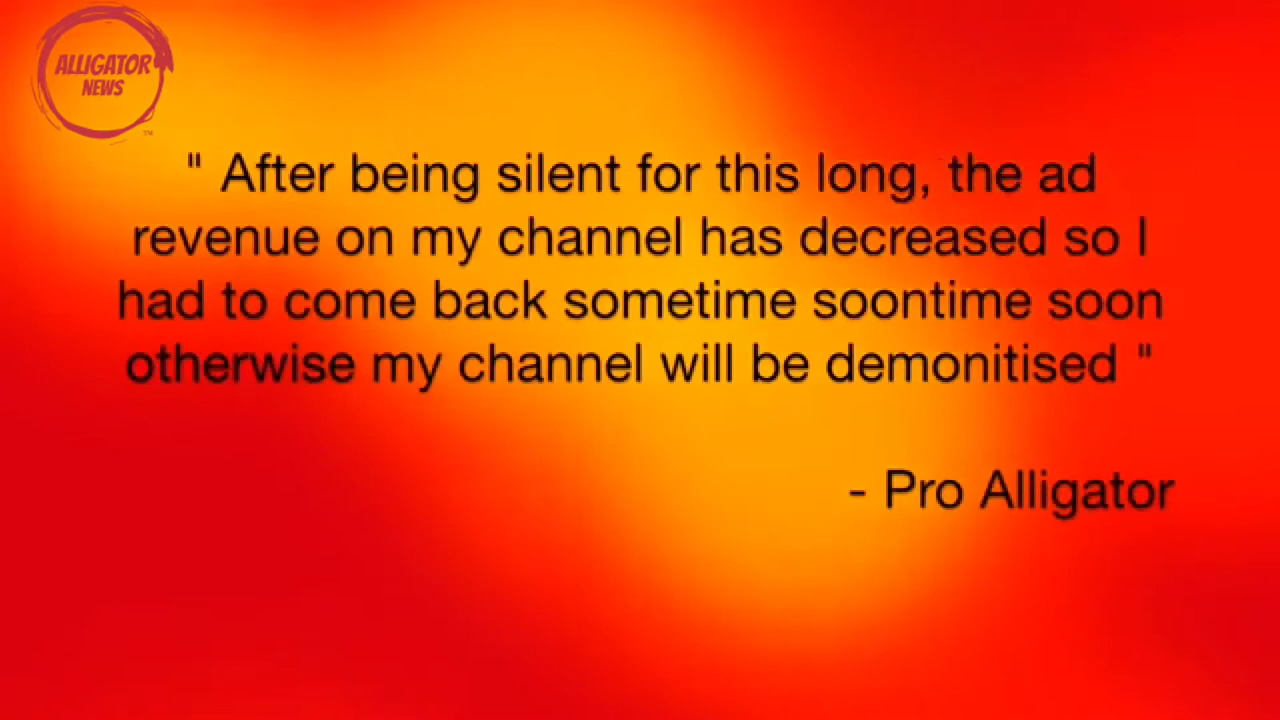 ALLIGATOR
NEWS
™
" After being silent for this long, the ad
revenue on my channel has decreased so I
had to come back sometime soontime soon
otherwise my channel will be demonitised "
- Pro Alligator